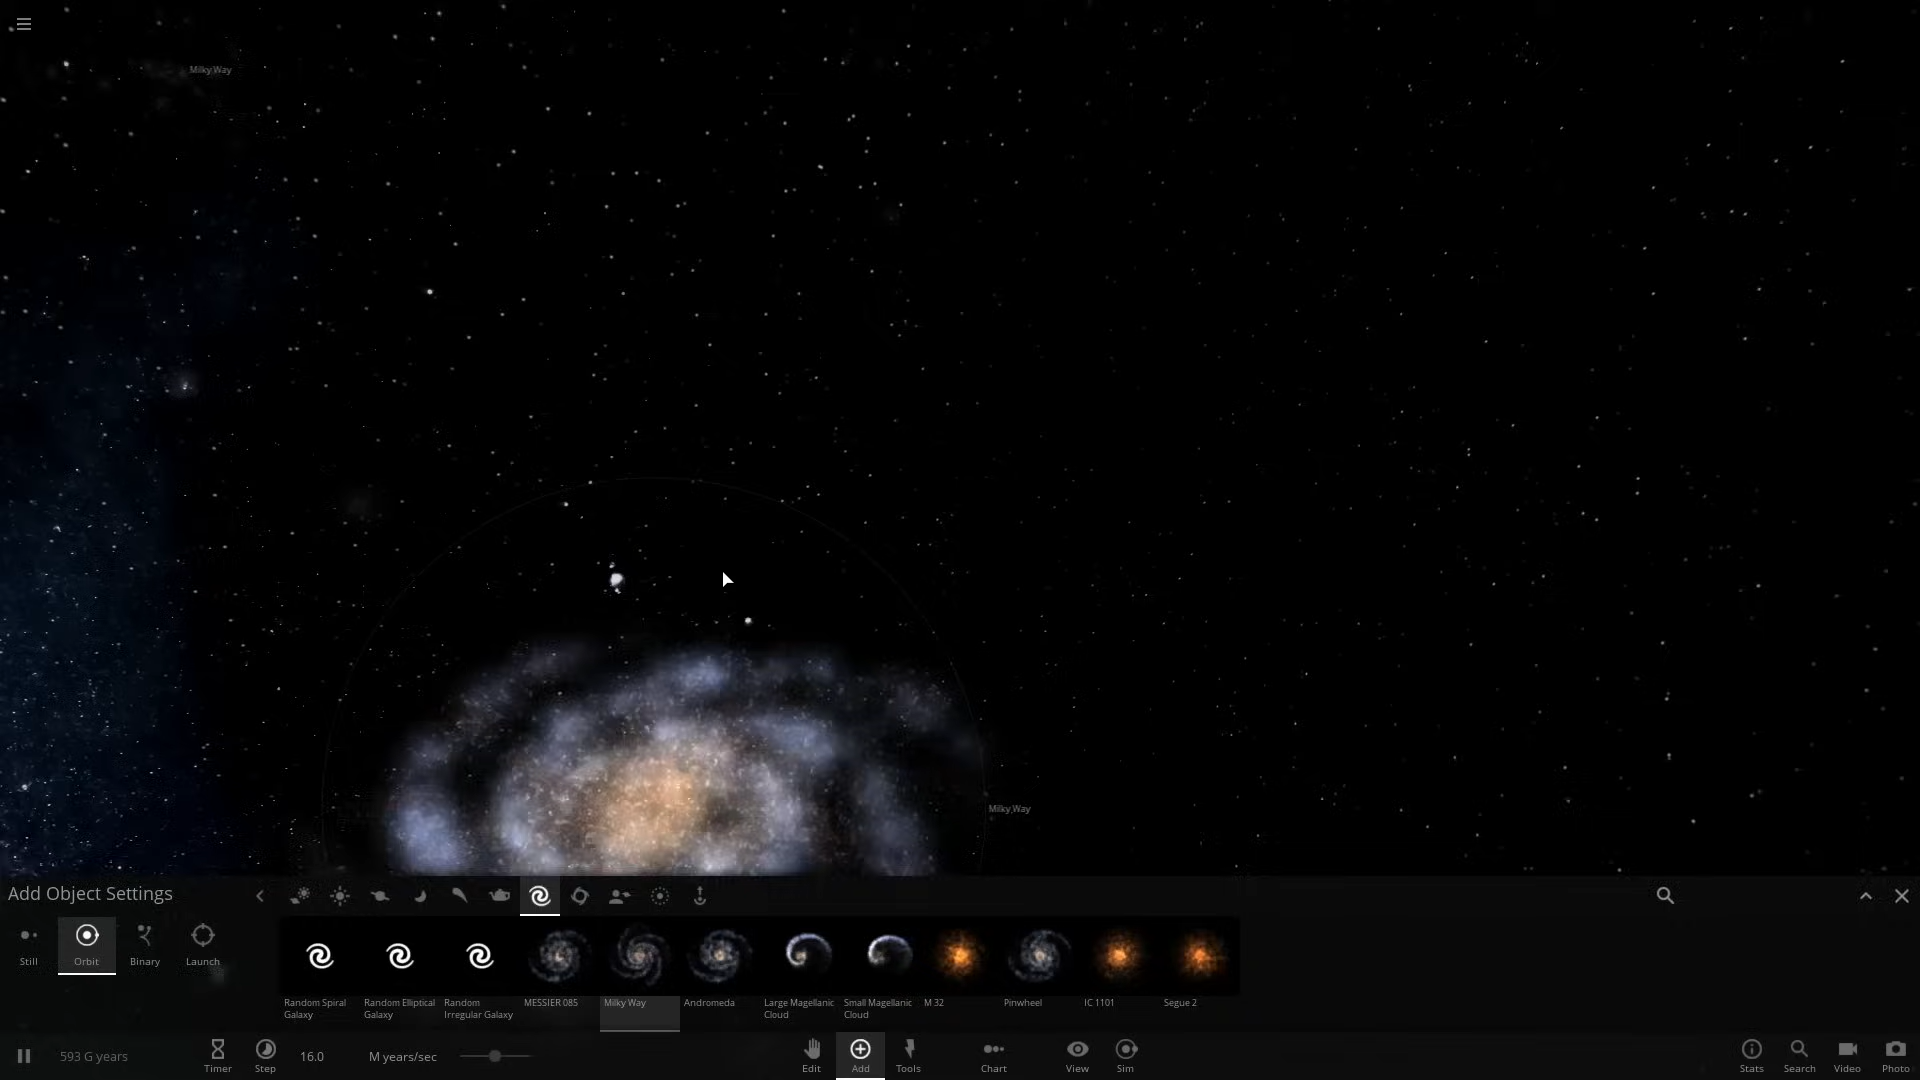 Milky Way
Milky Way
Add Object Settings
Still
Orbit
Binary
Launch
Random Spiral
Galaxy
Random Elliptical
Galaxy
Random
Irregular Galaxy
MESSIER 085
Milky Way
Andromeda
Large Magellanic
Cloud
Small Magellanic
Cloud
M 32
Pinwheel
IC 1101
Segue 2
593 G years
Timer
Step
16.0
M years/sec
Edit
Add
Tools
Chart
View
Sim
Stats
Search
Video
Photo